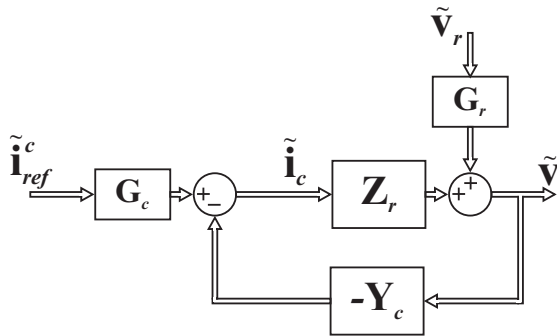 ṽ_r
G_r
ĩ^c_ref
G_c
+
−
ĩ_c
Z_r
+
+
ṽ
-Y_c